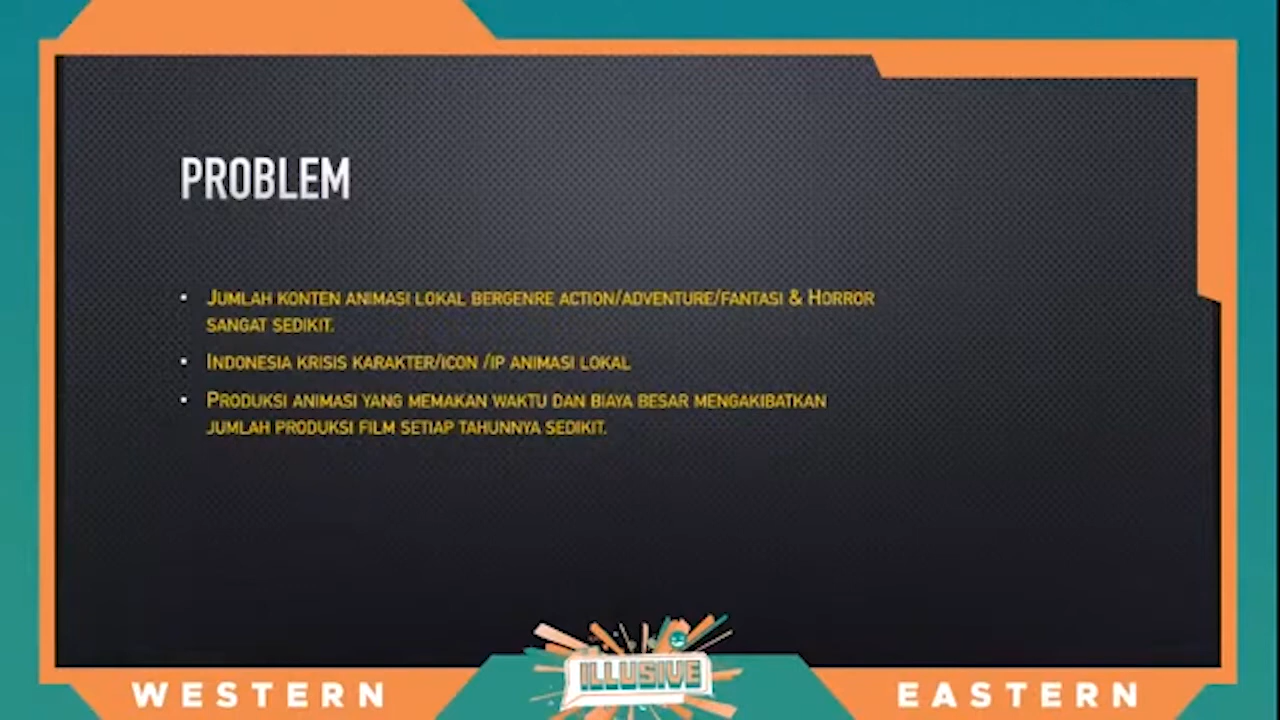 PROBLEM
• JUMLAH KONTEN ANIMASI LOKAL BERGENRE ACTION/ADVENTURE/FANTASI & HORROR
SANGAT SEDIKIT.
• INDONESIA KRISIS KARAKTER/ICON /IP ANIMASI LOKAL
• PRODUKSI ANIMASI YANG MEMAKAN WAKTU DAN BIAYA BESAR MENGAKIBATKAN
JUMLAH PRODUKSI FILM SETIAP TAHUNNYA SEDIKIT.
WESTERN
ILLUSIVE
EASTERN